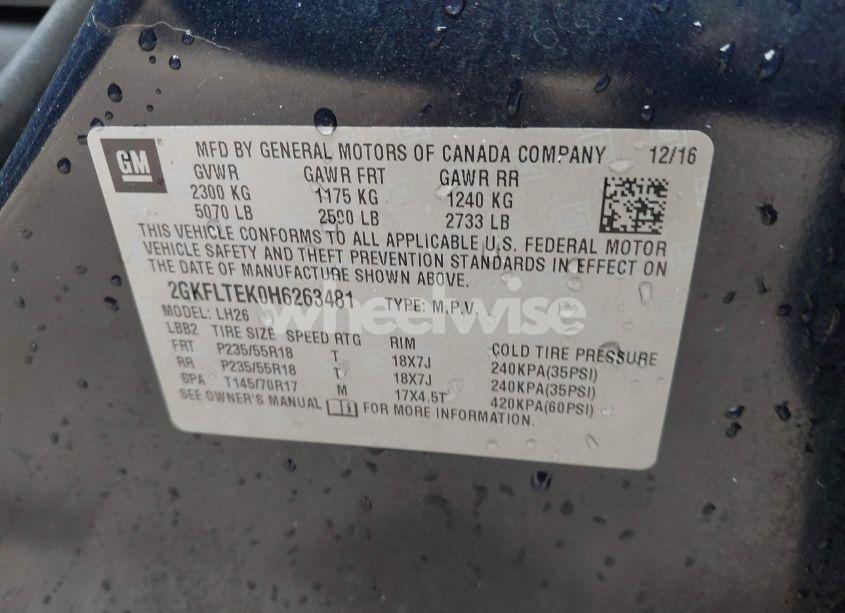 GM
MFD BY GENERAL MOTORS OF CANADA COMPANY 12/16
GVWR GAWR FRT GAWR RR
2300 KG 1175 KG 1240 KG
5070 LB 2590 LB 2733 LB
THIS VEHICLE CONFORMS TO ALL APPLICABLE U.S. FEDERAL MOTOR
VEHICLE SAFETY AND THEFT PREVENTION STANDARDS IN EFFECT ON
THE DATE OF MANUFACTURE SHOWN ABOVE.
2GKFLTEK0H6263481 TYPE: M.P.V.
wheelwise
MODEL: LH26
LBB2 TIRE SIZE SPEED RTG RIM COLD TIRE PRESSURE
FRT P235/55R18 T 18X7J 240KPA(35PSI)
RR P235/55R18 T 18X7J 240KPA(35PSI)
SPA T145/70R17 M 17X4.5T 420KPA(60PSI)
SEE OWNER'S MANUAL FOR MORE INFORMATION.